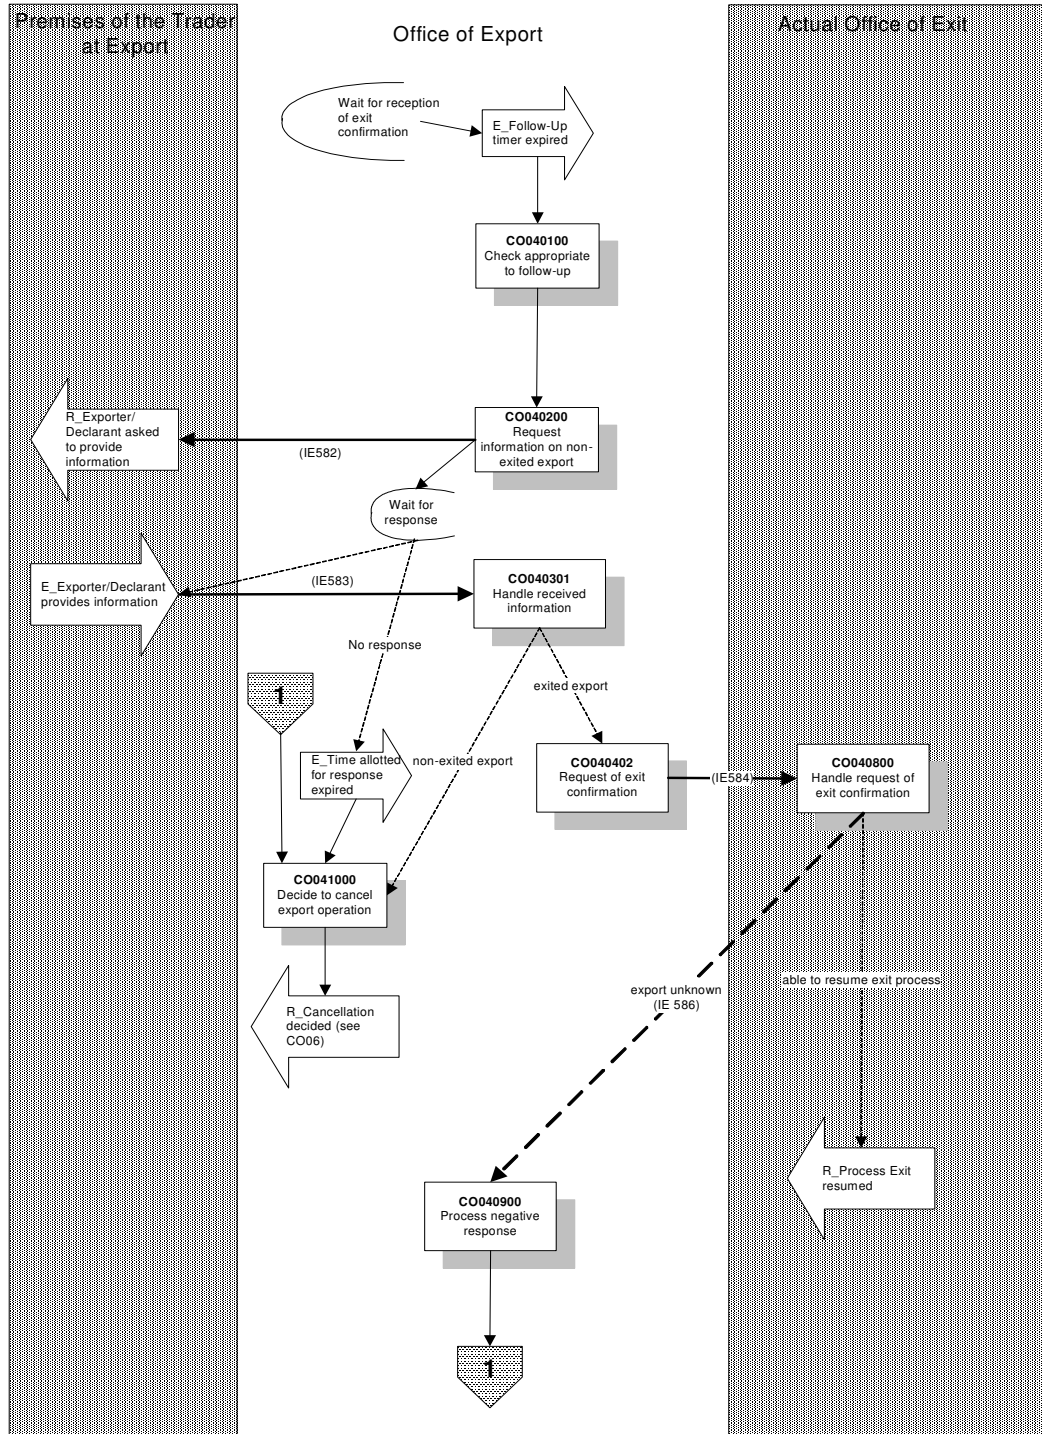 Premises of the Trader
at Export
Office of Export
Actual Office of Exit
Wait for reception
of exit
confirmation
E_Follow-Up
timer expired
CO040100
Check appropriate
to follow-up
R_Exporter/
Declarant asked
to provide
information
(IE582)
CO040200
Request
information on non-
exited export
Wait for
response
E_Exporter/Declarant
provides information
(IE583)
CO040301
Handle received
information
No response
exited export
1
E_Time allotted
for response
expired
non-exited export
CO040402
Request of exit
confirmation
(IE584)
CO040800
Handle request of
exit confirmation
CO041000
Decide to cancel
export operation
R_Cancellation
decided (see
CO06)
export unknown
(IE 586)
able to resume exit process
R_Process Exit
resumed
CO040900
Process negative
response
1